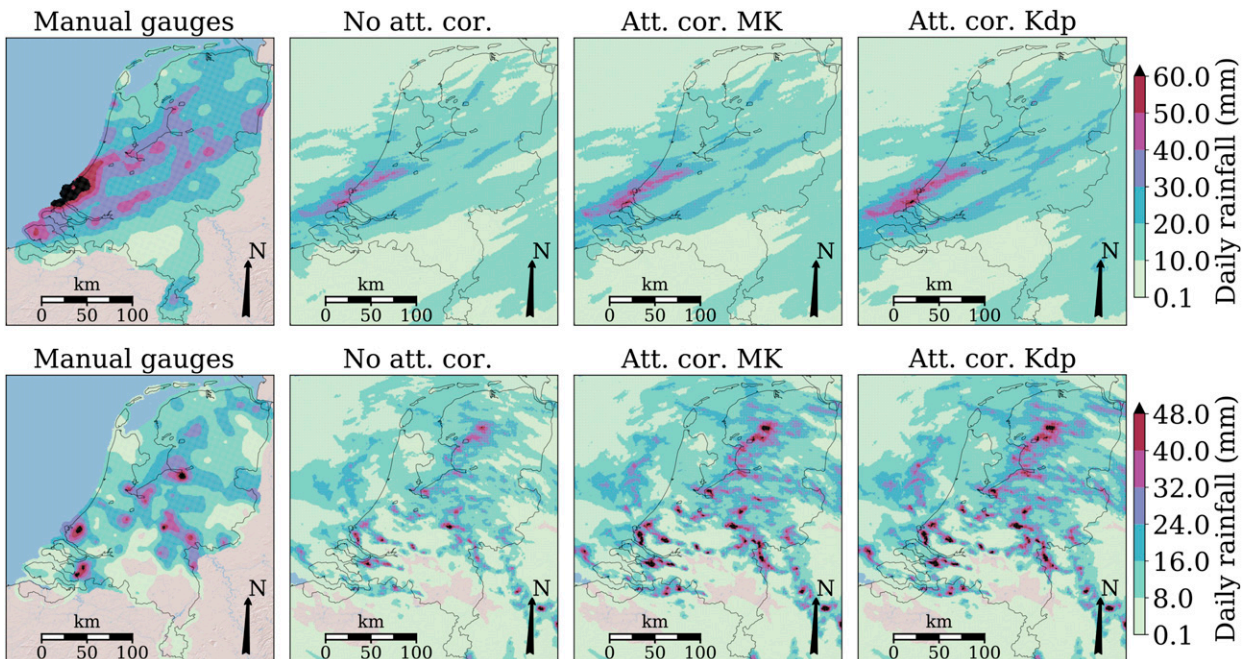 Manual gauges No att. cor. Att. cor. MK Att. cor. Kdp
60.0
50.0
40.0
30.0
20.0
10.0
0.1
Daily rainfall (mm)
N N N N
km km km km
0 50 100 0 50 100 0 50 100 0 50 100
Manual gauges No att. cor. Att. cor. MK Att. cor. Kdp
48.0
40.0
32.0
24.0
16.0
8.0
0.1
Daily rainfall (mm)
N N N N
km km km km
0 50 100 0 50 100 0 50 100 0 50 100